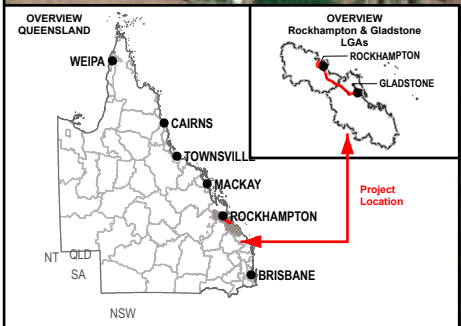 OVERVIEW
QUEENSLAND
WEIPA
CAIRNS
TOWNSVILLE
MACKAY
ROCKHAMPTON
BRISBANE
NT
QLD
SA
NSW
OVERVIEW
Rockhampton & Gladstone
LGAs
ROCKHAMPTON
GLADSTONE
Project
Location